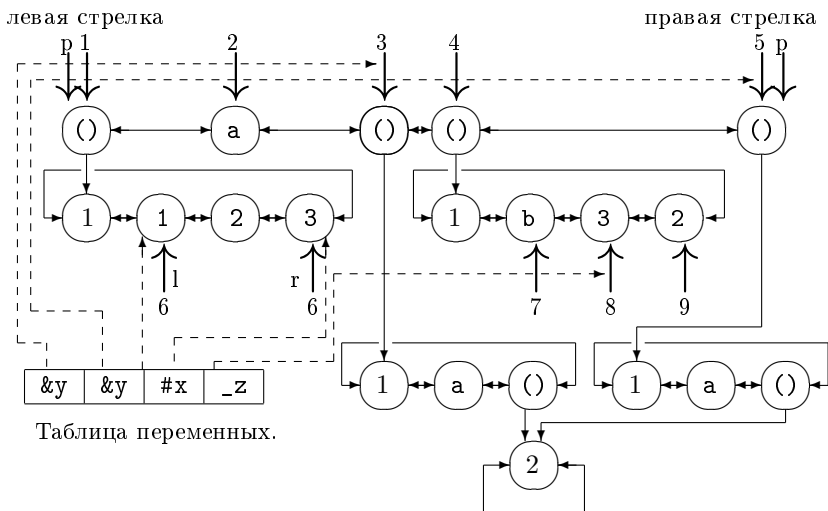 левая стрелка правая стрелка
p 1 2 3 4 5 p
() a () () ()
1 1 2 3 1 b 3 2
l r
6 6 7 8 9
&y &y #x _z 1 a () 1 a ()
Таблица переменных.
2